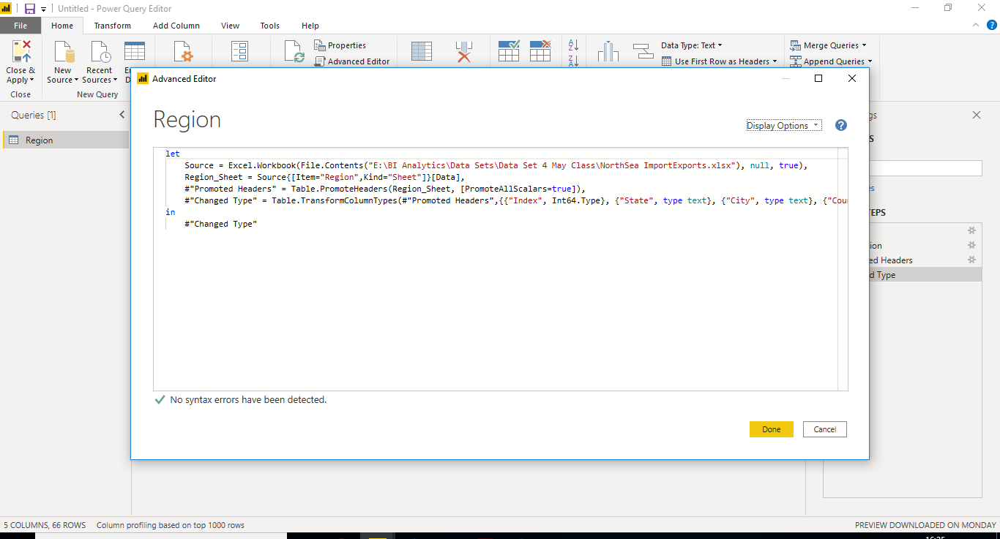 Untitled - Power Query Editor
File Home Transform Add Column View Tools Help
Close & Apply
New Source
Recent Sources
Properties
Advanced Editor
Data Type: Text
Use First Row as Headers
Merge Queries
Append Queries
Close
New Query
Queries [1]
Region
Advanced Editor
Region
Display Options
let
Source = Excel.Workbook(File.Contents("E:\BI Analytics\Data Sets\Data Set 4 May Class\NorthSea ImportExports.xlsx"), null, true),
Region_Sheet = Source{[Item="Region",Kind="Sheet"]}[Data],
#"Promoted Headers" = Table.PromoteHeaders(Region_Sheet, [PromoteAllScalars=true]),
#"Changed Type" = Table.TransformColumnTypes(#"Promoted Headers",{{"Index", Int64.Type}, {"State", type text}, {"City", type text}, {"Cou
in
#"Changed Type"
No syntax errors have been detected.
Done
Cancel
gs
S
es
TEPS
ion
ed Headers
d Type
5 COLUMNS, 66 ROWS Column profiling based on top 1000 rows
PREVIEW DOWNLOADED ON MONDAY